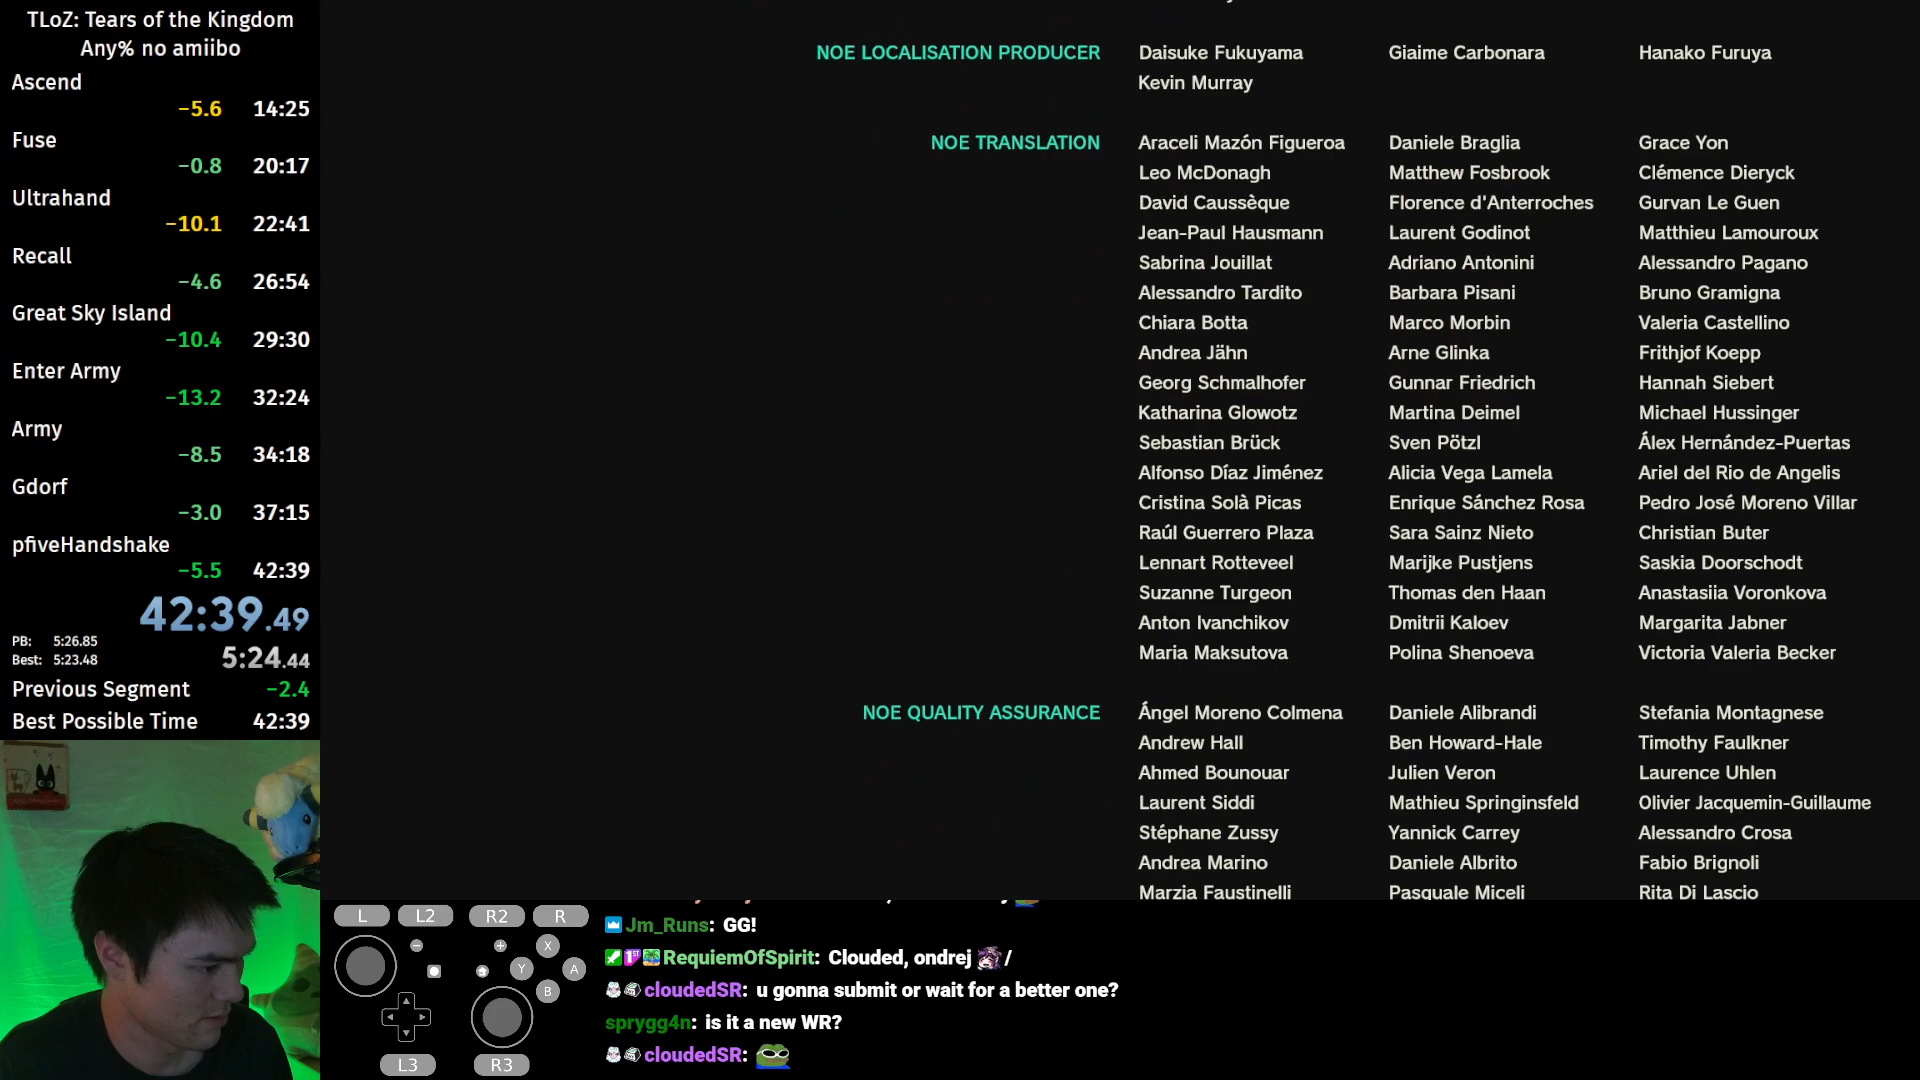 TLoZ: Tears of the Kingdom
Any% no amiibo
Ascend
-5.6 14:25
Fuse
-0.8 20:17
Ultrahand
-10.1 22:41
Recall
-4.6 26:54
Great Sky Island
-10.4 29:30
Enter Army
-13.2 32:24
Army
-8.5 34:18
Gdorf
-3.0 37:15
pfiveHandshake
-5.5 42:39
42:39.49
PB: 5:26.85
Best: 5:23.48
5:24.44
Previous Segment -2.4
Best Possible Time 42:39
NOE LOCALISATION PRODUCER Daisuke Fukuyama Giaime Carbonara Hanako Furuya
Kevin Murray
NOE TRANSLATION Araceli Mazón Figueroa Daniele Braglia Grace Yon
Leo McDonagh Matthew Fosbrook Clémence Dieryck
David Caussèque Florence d'Anterroches Gurvan Le Guen
Jean-Paul Hausmann Laurent Godinot Matthieu Lamouroux
Sabrina Jouillat Adriano Antonini Alessandro Pagano
Alessandro Tardito Barbara Pisani Bruno Gramigna
Chiara Botta Marco Morbin Valeria Castellino
Andrea Jähn Arne Glinka Frithjof Koepp
Georg Schmalhofer Gunnar Friedrich Hannah Siebert
Katharina Glowotz Martina Deimel Michael Hussinger
Sebastian Brück Sven Pötzl Álex Hernández-Puertas
Alfonso Díaz Jiménez Alicia Vega Lamela Ariel del Rio de Angelis
Cristina Solà Picas Enrique Sánchez Rosa Pedro José Moreno Villar
Raúl Guerrero Plaza Sara Sainz Nieto Christian Buter
Lennart Rotteveel Marijke Pustjens Saskia Doorschodt
Suzanne Turgeon Thomas den Haan Anastasiia Voronkova
Anton Ivanchikov Dmitrii Kaloev Margarita Jabner
Maria Maksutova Polina Shenoeva Victoria Valeria Becker
NOE QUALITY ASSURANCE Ángel Moreno Colmena Daniele Alibrandi Stefania Montagnese
Andrew Hall Ben Howard-Hale Timothy Faulkner
Ahmed Bounouar Julien Veron Laurence Uhlen
Laurent Siddi Mathieu Springinsfeld Olivier Jacquemin-Guillaume
Stéphane Zussy Yannick Carrey Alessandro Crosa
Andrea Marino Daniele Albrito Fabio Brignoli
Marzia Faustinelli Pasquale Miceli Rita Di Lascio
L L2 R2 R
X
Y A
B
L3 R3
Jm_Runs: GG!
1ST RequiemOfSpirit: Clouded, ondrej /
cloudedSR: u gonna submit or wait for a better one?
sprygg4n: is it a new WR?
cloudedSR: